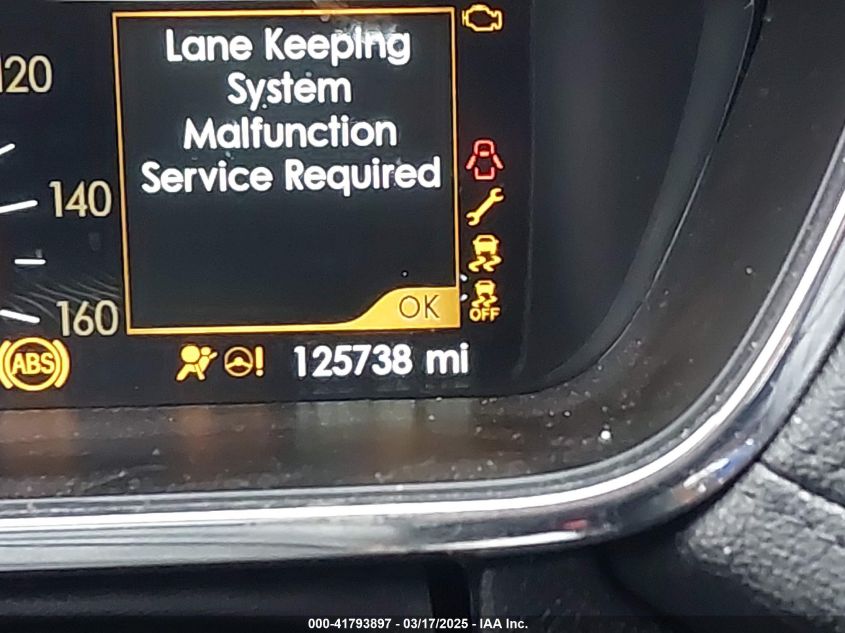 120
Lane Keeping
System
Malfunction
Service Required
140
OK
OFF
160
ABS
125738 mi
000-41793897 - 03/17/2025 - IAA Inc.